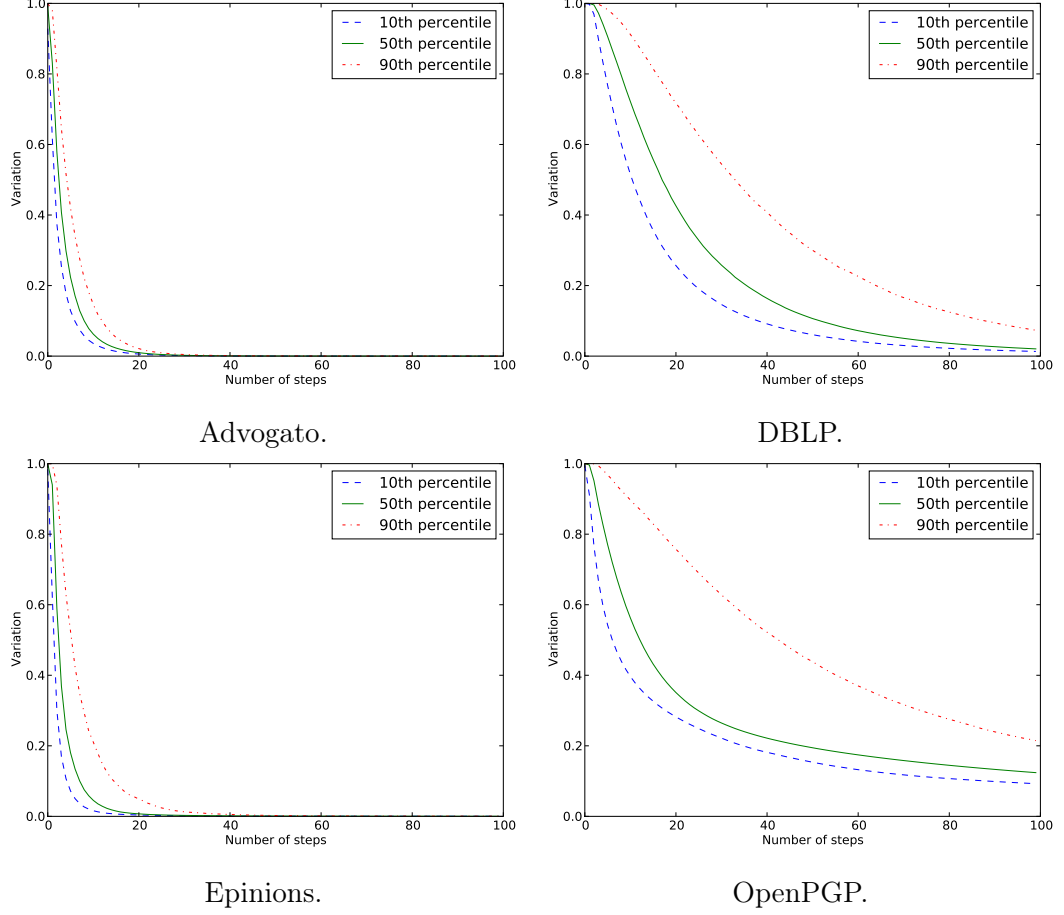 1.0
0.8
0.6
0.4
0.2
0.0
Variation
0 20 40 60 80 100
Number of steps
10th percentile
50th percentile
90th percentile
Advogato.
1.0
0.8
0.6
0.4
0.2
0.0
Variation
0 20 40 60 80 100
Number of steps
10th percentile
50th percentile
90th percentile
DBLP.
1.0
0.8
0.6
0.4
0.2
0.0
Variation
0 20 40 60 80 100
Number of steps
10th percentile
50th percentile
90th percentile
Epinions.
1.0
0.8
0.6
0.4
0.2
0.0
Variation
0 20 40 60 80 100
Number of steps
10th percentile
50th percentile
90th percentile
OpenPGP.